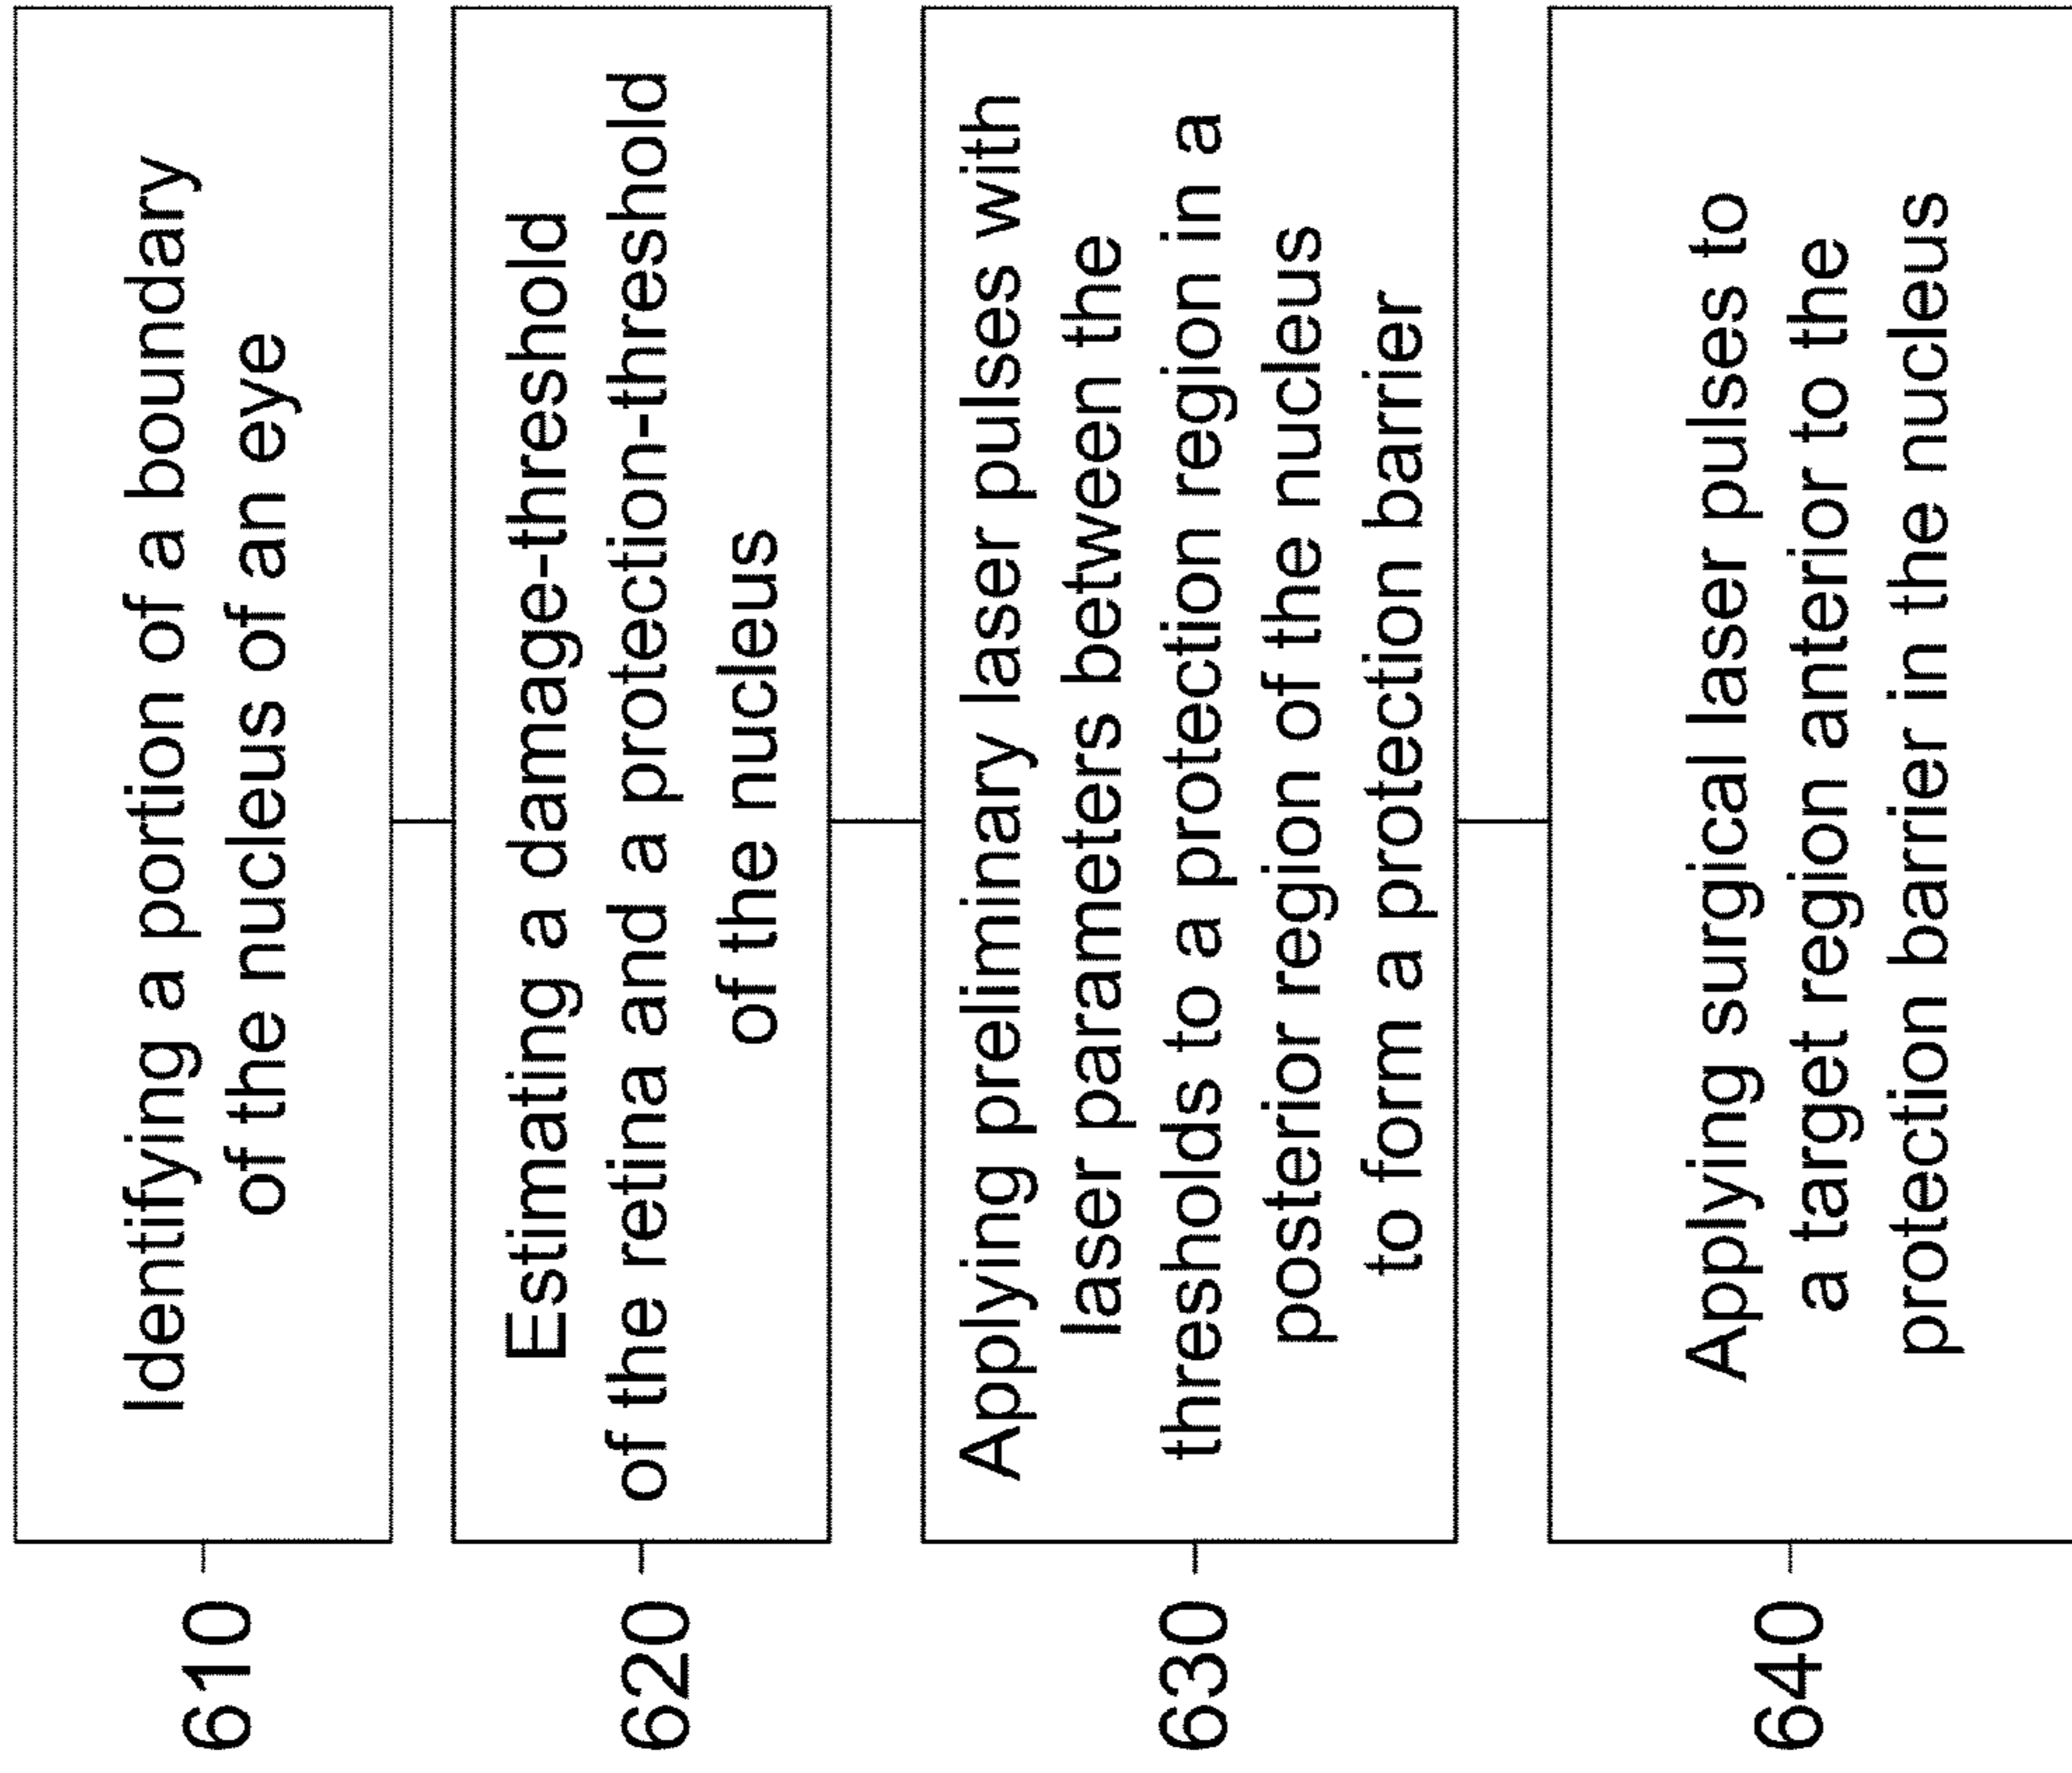 610
Identifying a portion of a boundary
of the nucleus of an eye
620
Estimating a damage-threshold
of the retina and a protection-threshold
of the nucleus
630
Applying preliminary laser pulses with
laser parameters between the
thresholds to a protection region in a
posterior region of the nucleus
to form a protection barrier
640
Applying surgical laser pulses to
a target region anterior to the
protection barrier in the nucleus